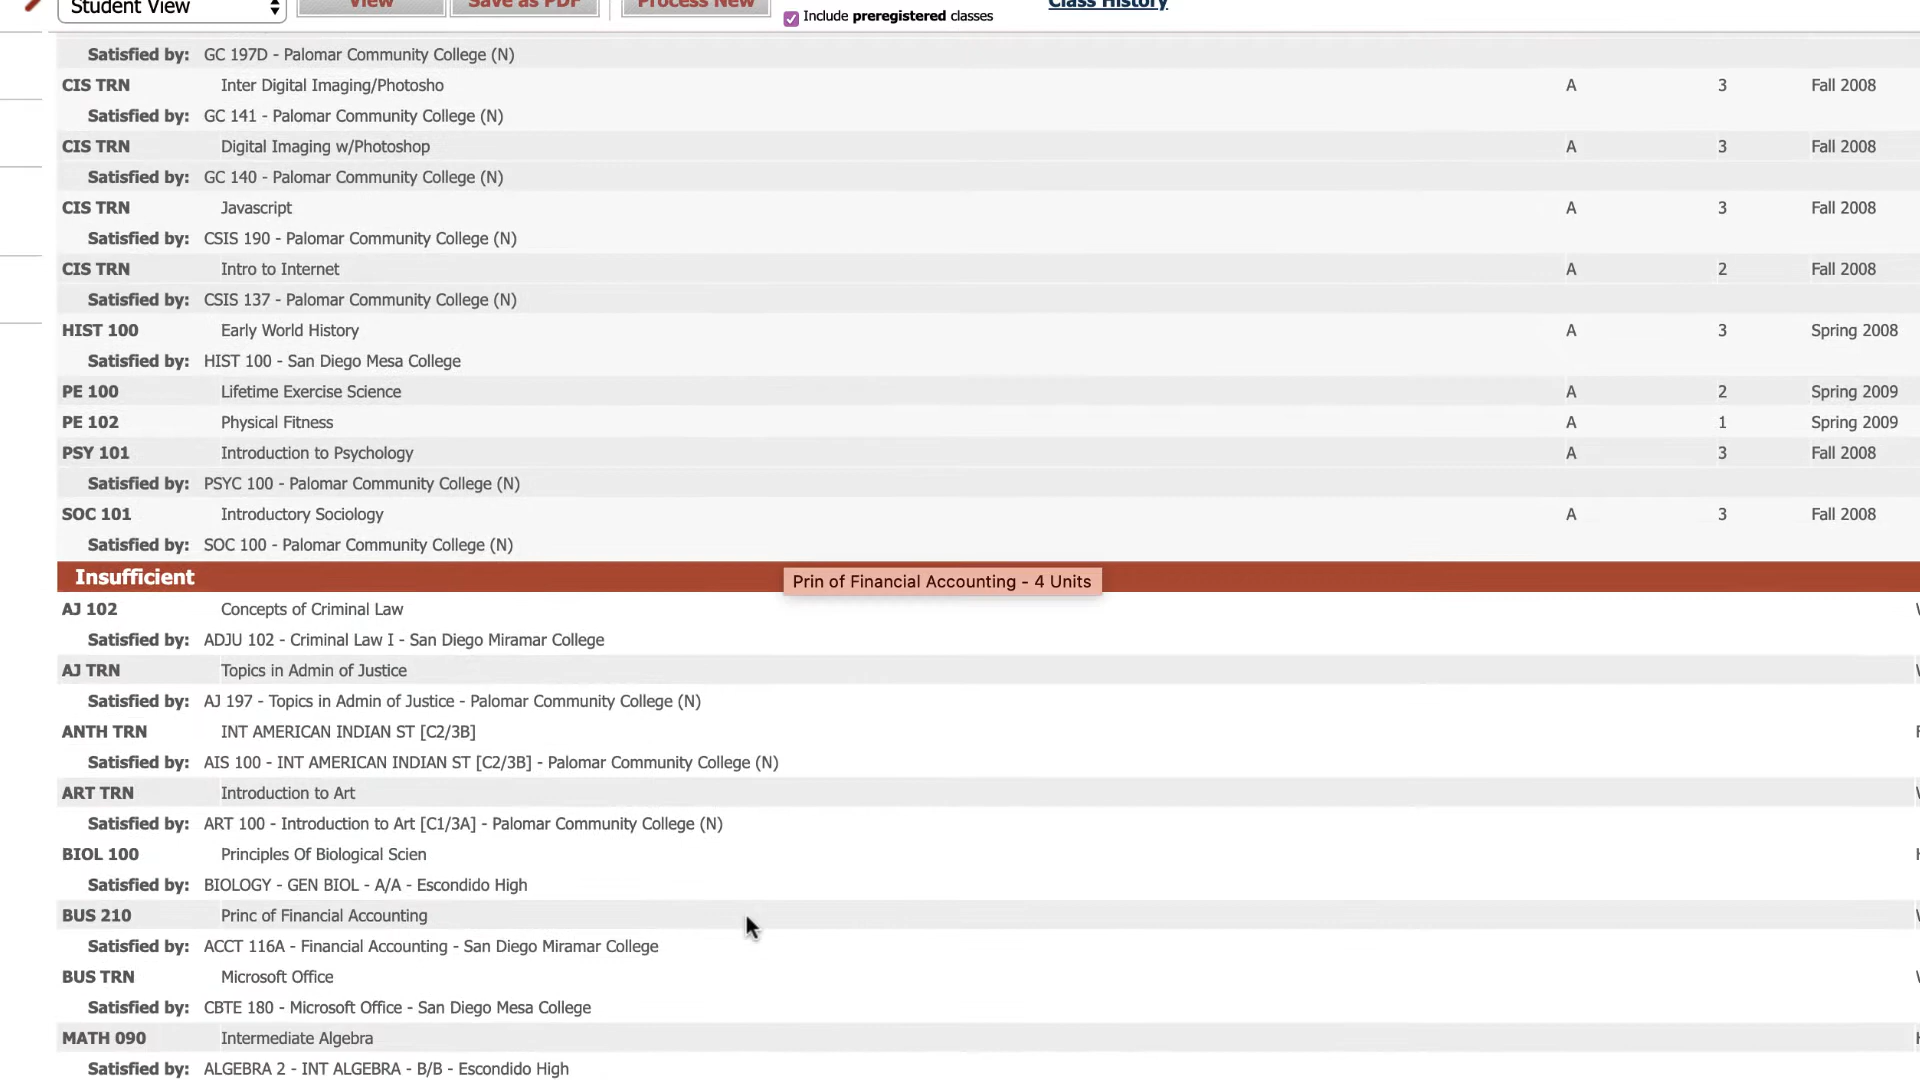 Student View View Save as PDF Process New Class History
Include preregistered classes
Satisfied by: GC 197D - Palomar Community College (N)
CIS TRN Inter Digital Imaging/Photosho A 3 Fall 2008
Satisfied by: GC 141 - Palomar Community College (N)
CIS TRN Digital Imaging w/Photoshop A 3 Fall 2008
Satisfied by: GC 140 - Palomar Community College (N)
CIS TRN Javascript A 3 Fall 2008
Satisfied by: CSIS 190 - Palomar Community College (N)
CIS TRN Intro to Internet A 2 Fall 2008
Satisfied by: CSIS 137 - Palomar Community College (N)
HIST 100 Early World History A 3 Spring 2008
Satisfied by: HIST 100 - San Diego Mesa College
PE 100 Lifetime Exercise Science A 2 Spring 2009
PE 102 Physical Fitness A 1 Spring 2009
PSY 101 Introduction to Psychology A 3 Fall 2008
Satisfied by: PSYC 100 - Palomar Community College (N)
SOC 101 Introductory Sociology A 3 Fall 2008
Satisfied by: SOC 100 - Palomar Community College (N)
Insufficient Prin of Financial Accounting - 4 Units
AJ 102 Concepts of Criminal Law
Satisfied by: ADJU 102 - Criminal Law I - San Diego Miramar College
AJ TRN Topics in Admin of Justice
Satisfied by: AJ 197 - Topics in Admin of Justice - Palomar Community College (N)
ANTH TRN INT AMERICAN INDIAN ST [C2/3B]
Satisfied by: AIS 100 - INT AMERICAN INDIAN ST [C2/3B] - Palomar Community College (N)
ART TRN Introduction to Art
Satisfied by: ART 100 - Introduction to Art [C1/3A] - Palomar Community College (N)
BIOL 100 Principles Of Biological Scien
Satisfied by: BIOLOGY - GEN BIOL - A/A - Escondido High
BUS 210 Princ of Financial Accounting
Satisfied by: ACCT 116A - Financial Accounting - San Diego Miramar College
BUS TRN Microsoft Office
Satisfied by: CBTE 180 - Microsoft Office - San Diego Mesa College
MATH 090 Intermediate Algebra
Satisfied by: ALGEBRA 2 - INT ALGEBRA - B/B - Escondido High